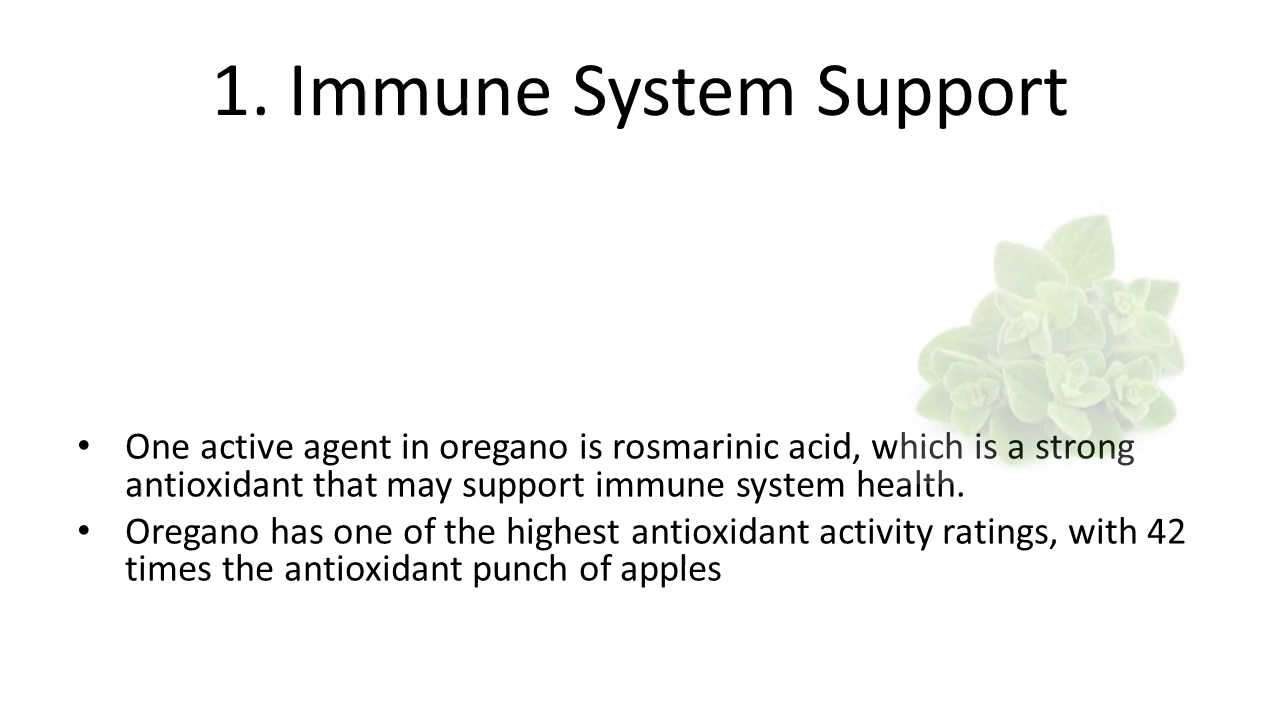 1. Immune System Support
• One active agent in oregano is rosmarinic acid, which is a strong
antioxidant that may support immune system health.
• Oregano has one of the highest antioxidant activity ratings, with 42
times the antioxidant punch of apples